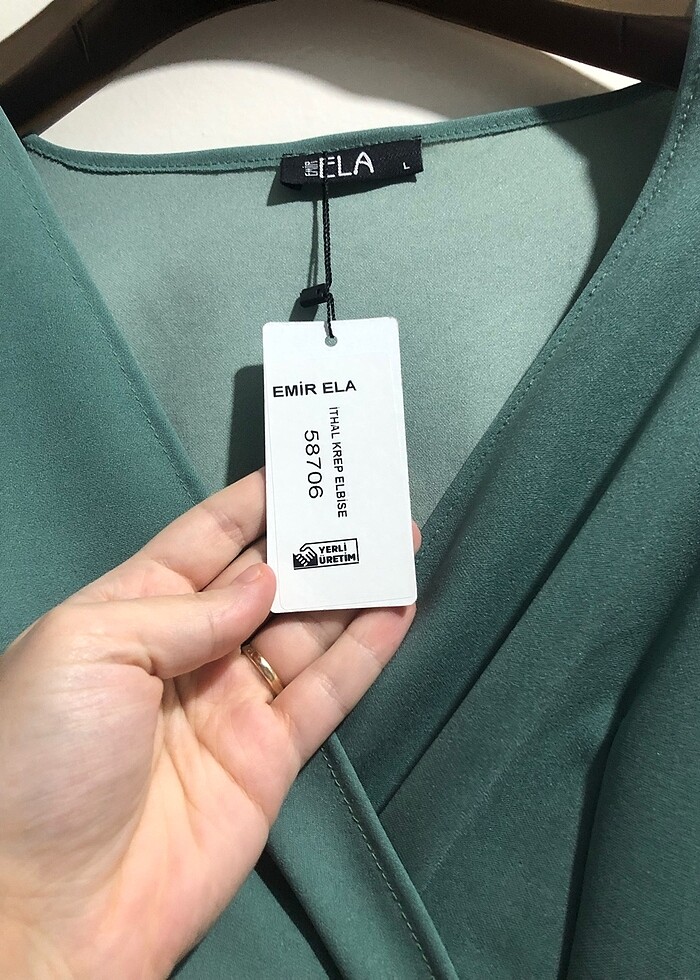 EMİR ELA L
EMİR ELA
İTHAL KREP ELBİSE
58706
YERLİ
ÜRETİM